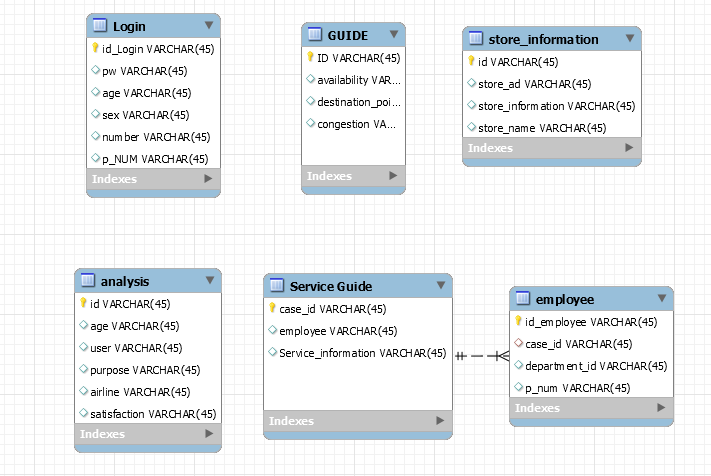 Login
id_Login VARCHAR(45)
pw VARCHAR(45)
age VARCHAR(45)
sex VARCHAR(45)
number VARCHAR(45)
p_NUM VARCHAR(45)
Indexes
GUIDE
ID VARCHAR(45)
availability VAR...
destination_poi...
congestion VA...
Indexes
store_information
id VARCHAR(45)
store_ad VARCHAR(45)
store_information VARCHAR(45)
store_name VARCHAR(45)
Indexes
analysis
id VARCHAR(45)
age VARCHAR(45)
user VARCHAR(45)
purpose VARCHAR(45)
airline VARCHAR(45)
satisfaction VARCHAR(45)
Indexes
Service Guide
case_id VARCHAR(45)
employee VARCHAR(45)
Service_information VARCHAR(45)
Indexes
employee
id_employee VARCHAR(45)
case_id VARCHAR(45)
department_id VARCHAR(45)
p_num VARCHAR(45)
Indexes